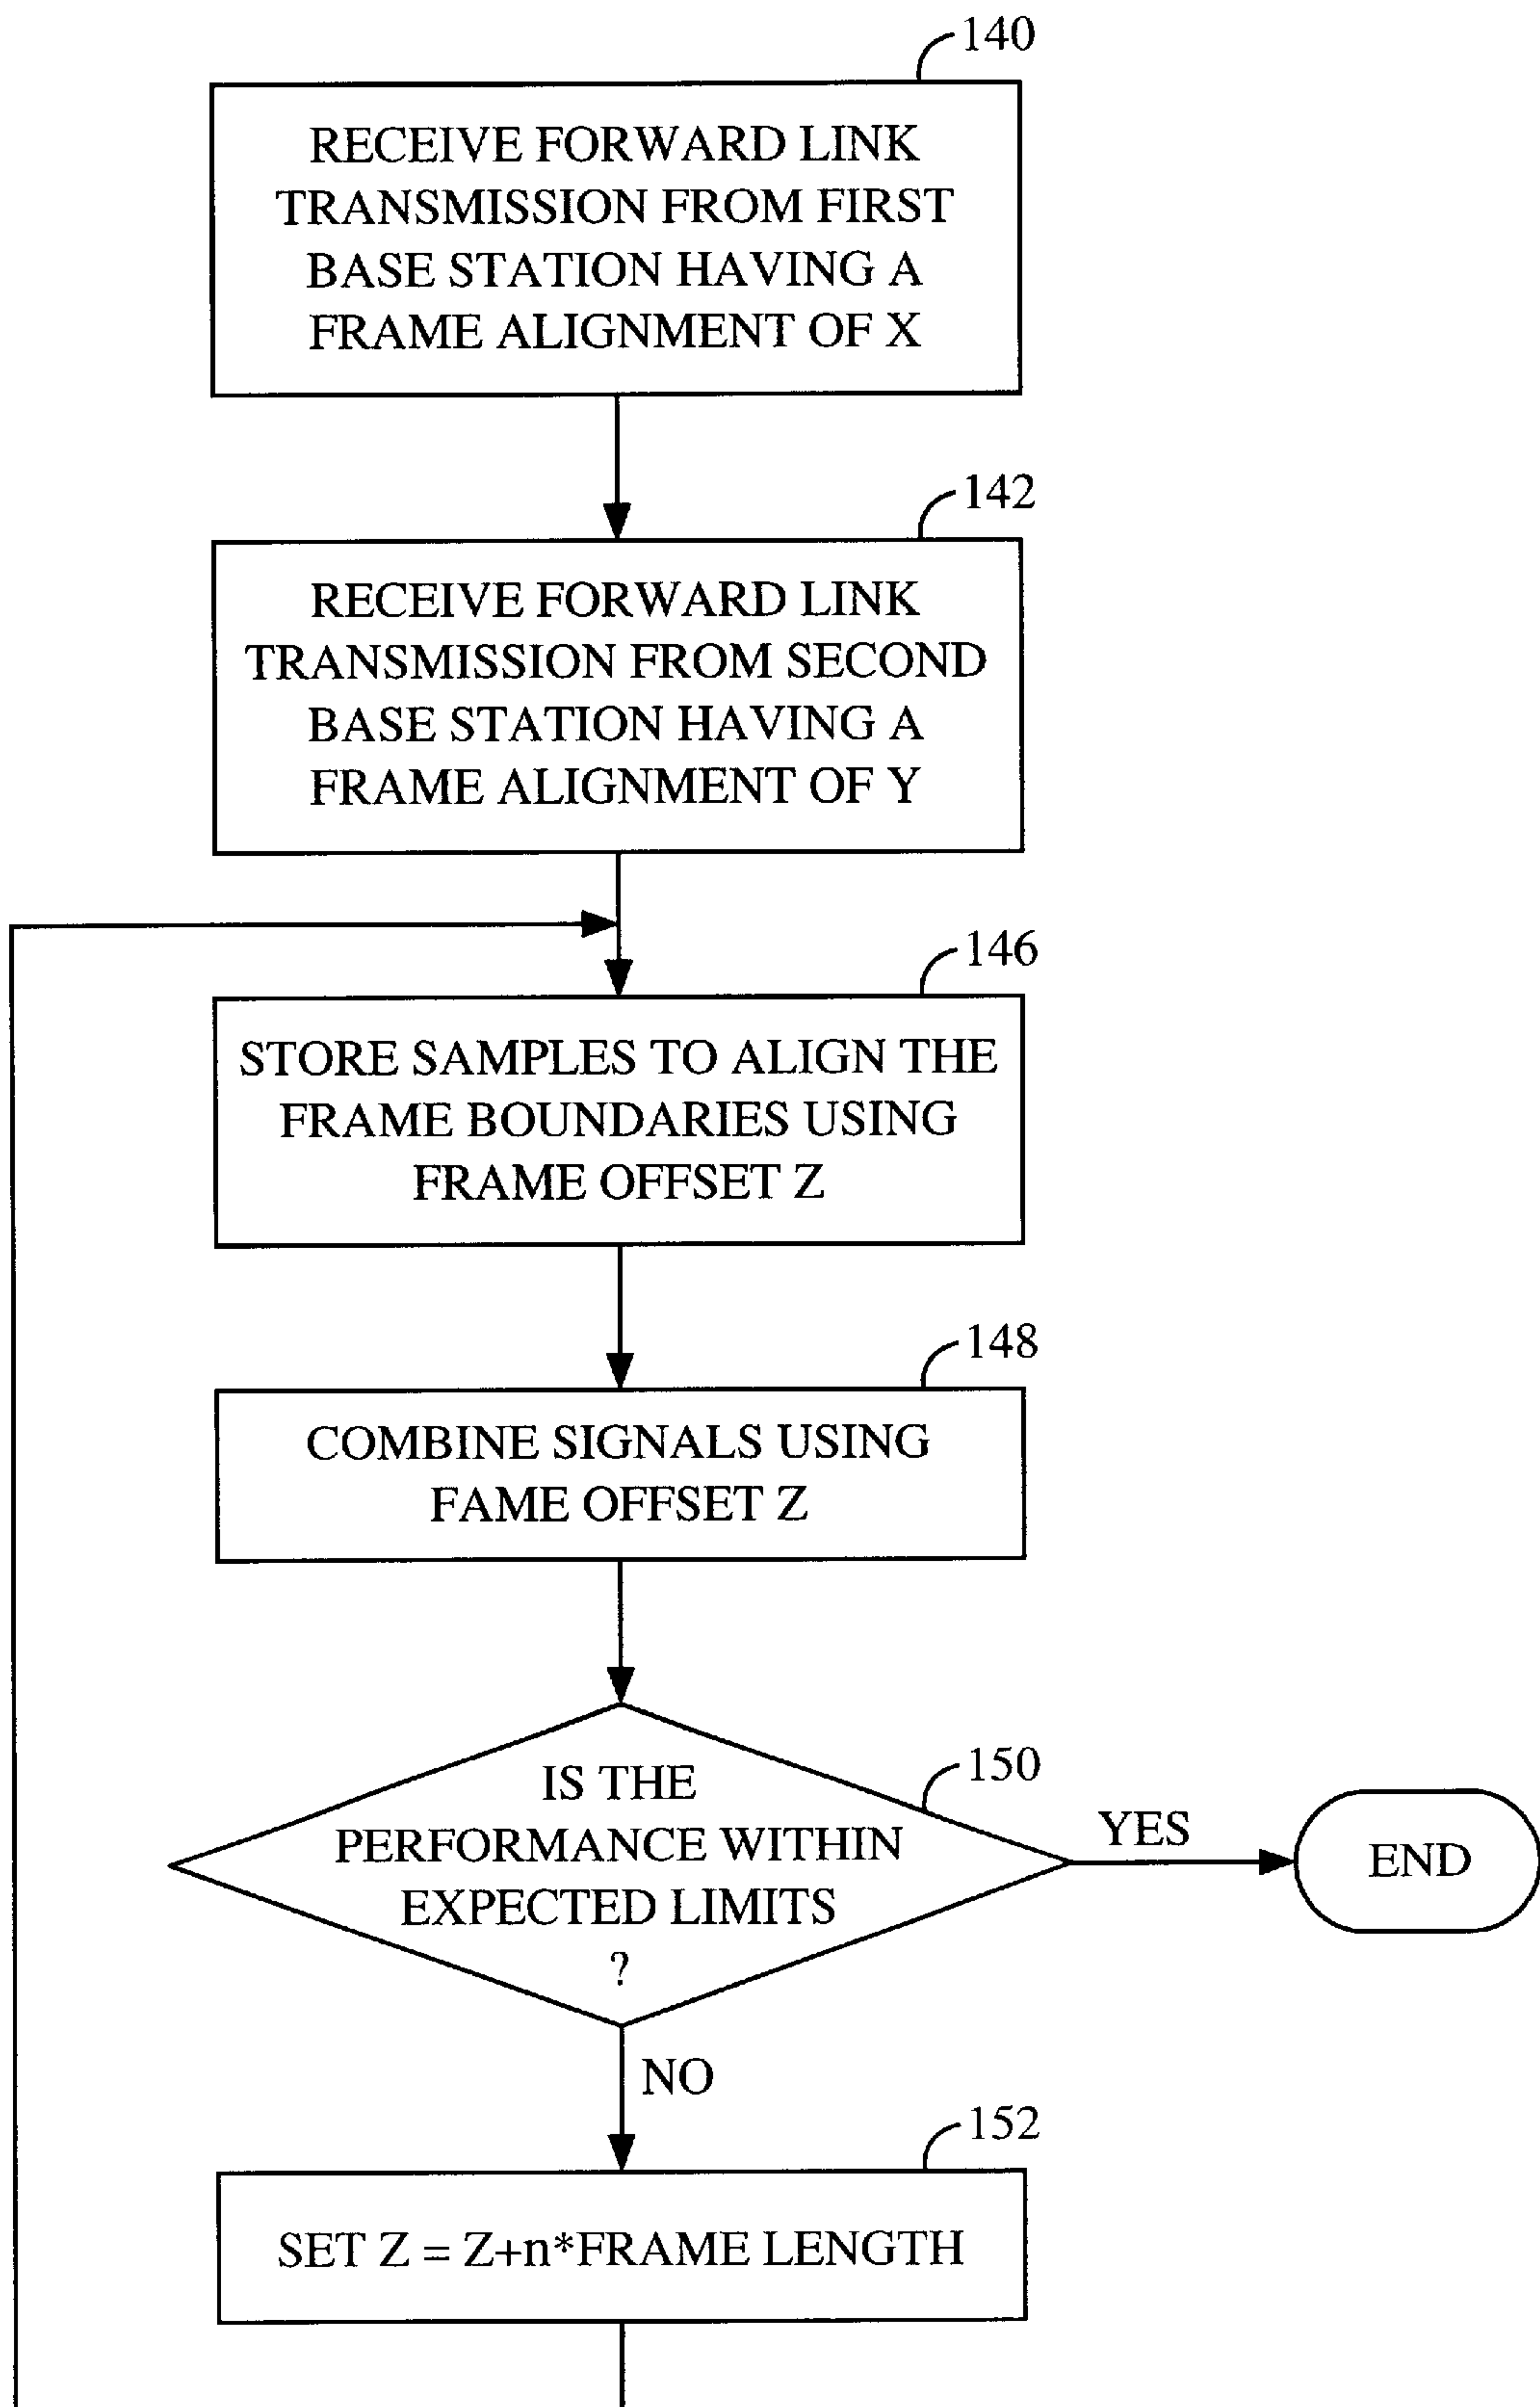 140
RECEIVE FORWARD LINK
TRANSMISSION FROM FIRST
BASE STATION HAVING A
FRAME ALIGNMENT OF X
142
RECEIVE FORWARD LINK
TRANSMISSION FROM SECOND
BASE STATION HAVING A
FRAME ALIGNMENT OF Y
146
STORE SAMPLES TO ALIGN THE
FRAME BOUNDARIES USING
FRAME OFFSET Z
148
COMBINE SIGNALS USING
FAME OFFSET Z
150
IS THE
PERFORMANCE WITHIN
EXPECTED LIMITS
?
YES
END
NO
152
SET Z = Z+n*FRAME LENGTH